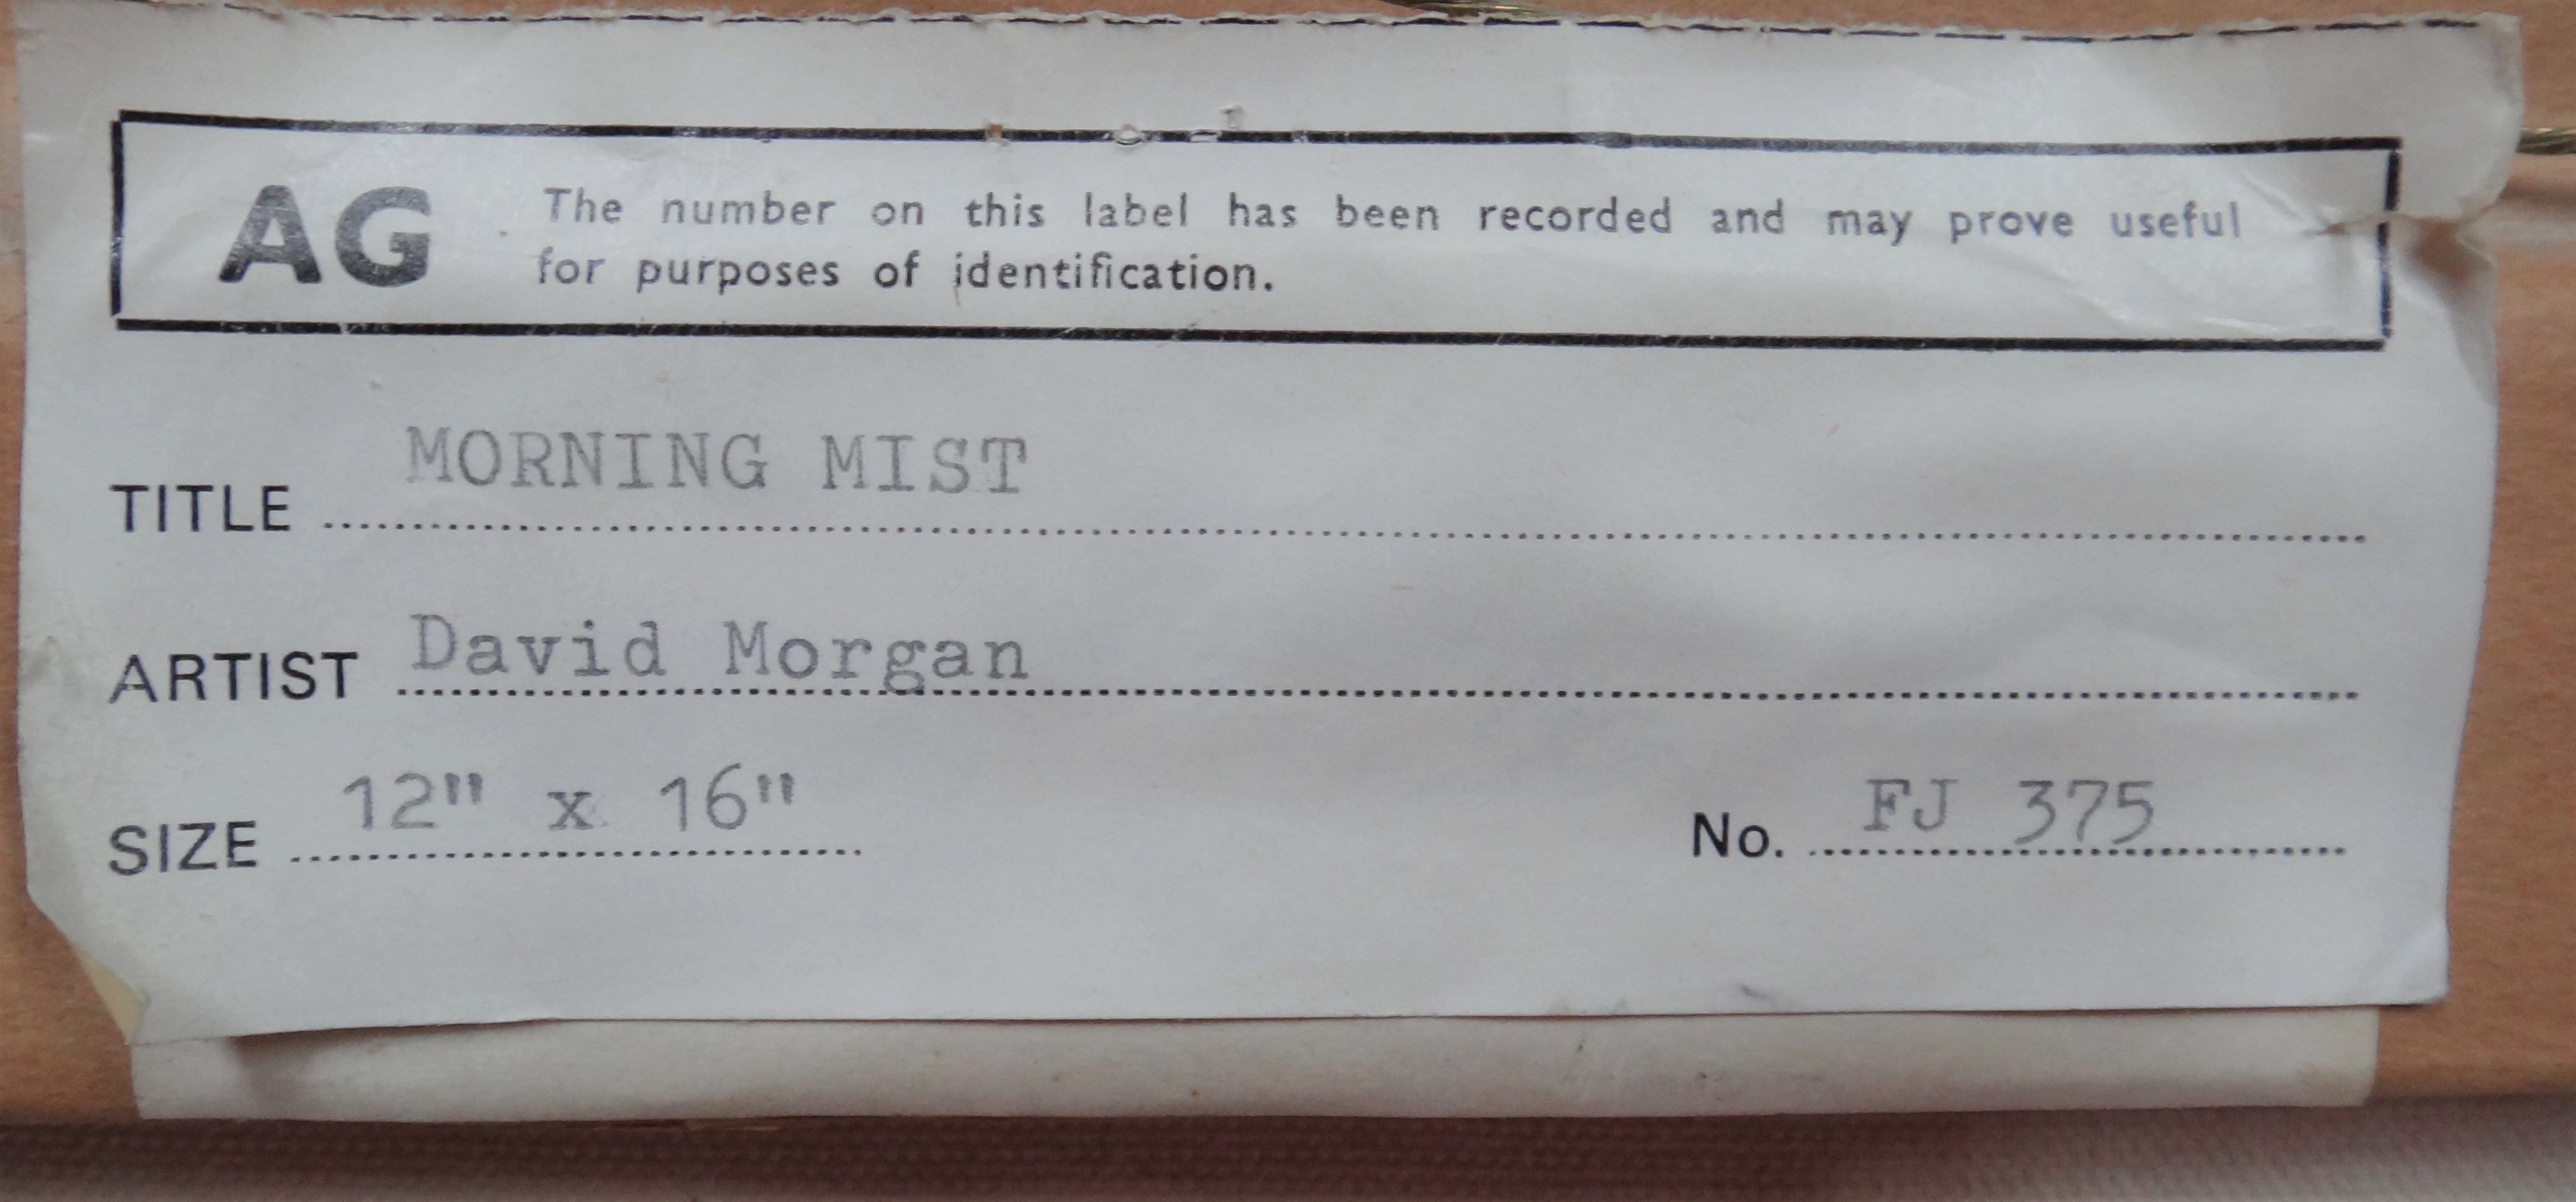 AG The number on this label has been recorded and may prove useful
for purposes of identification.
TITLE MORNING MIST
ARTIST David Morgan
SIZE 12" x 16" No. FJ 375